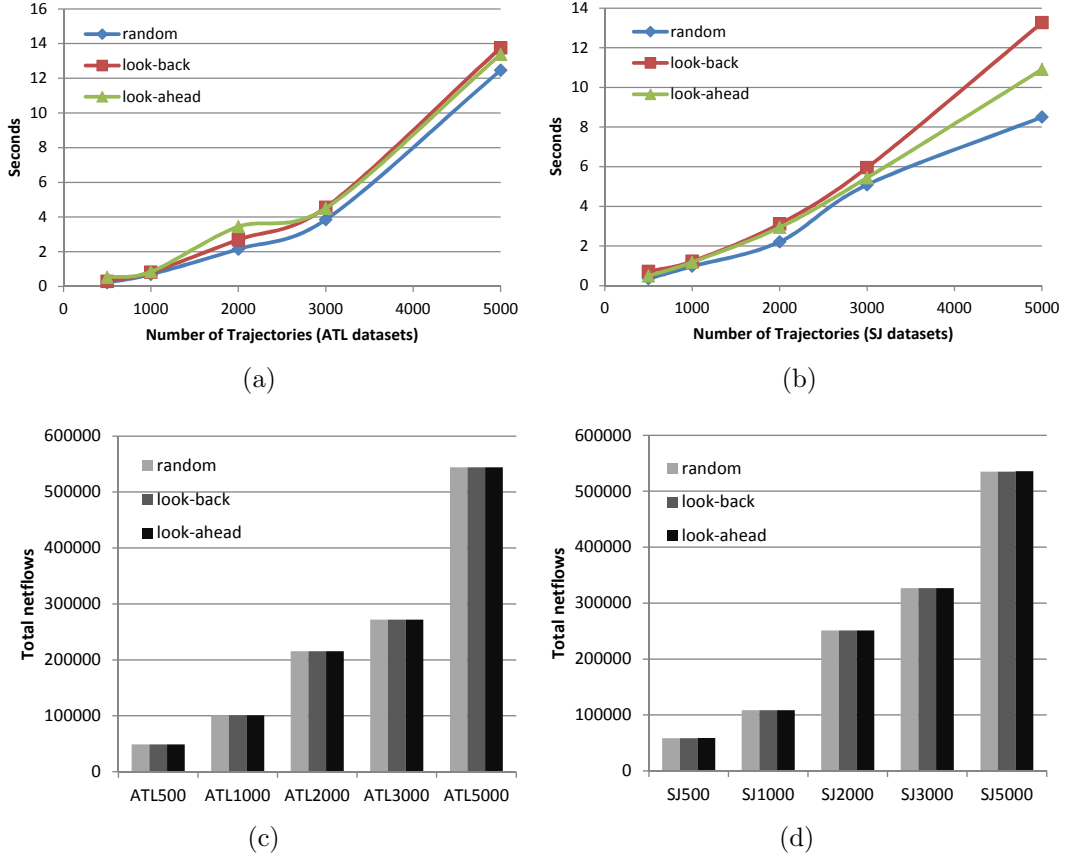 16
14
12
10
8
6
4
2
0
Seconds
random
look-back
look-ahead
0 1000 2000 3000 4000 5000
Number of Trajectories (ATL datasets)
(a)
14
12
10
8
6
4
2
0
Seconds
random
look-back
look-ahead
0 1000 2000 3000 4000 5000
Number of Trajectories (SJ datasets)
(b)
600000
500000
400000
300000
200000
100000
0
Total netflows
random
look-back
look-ahead
ATL500 ATL1000 ATL2000 ATL3000 ATL5000
(c)
600000
500000
400000
300000
200000
100000
0
Total netflows
random
look-back
look-ahead
SJ500 SJ1000 SJ2000 SJ3000 SJ5000
(d)